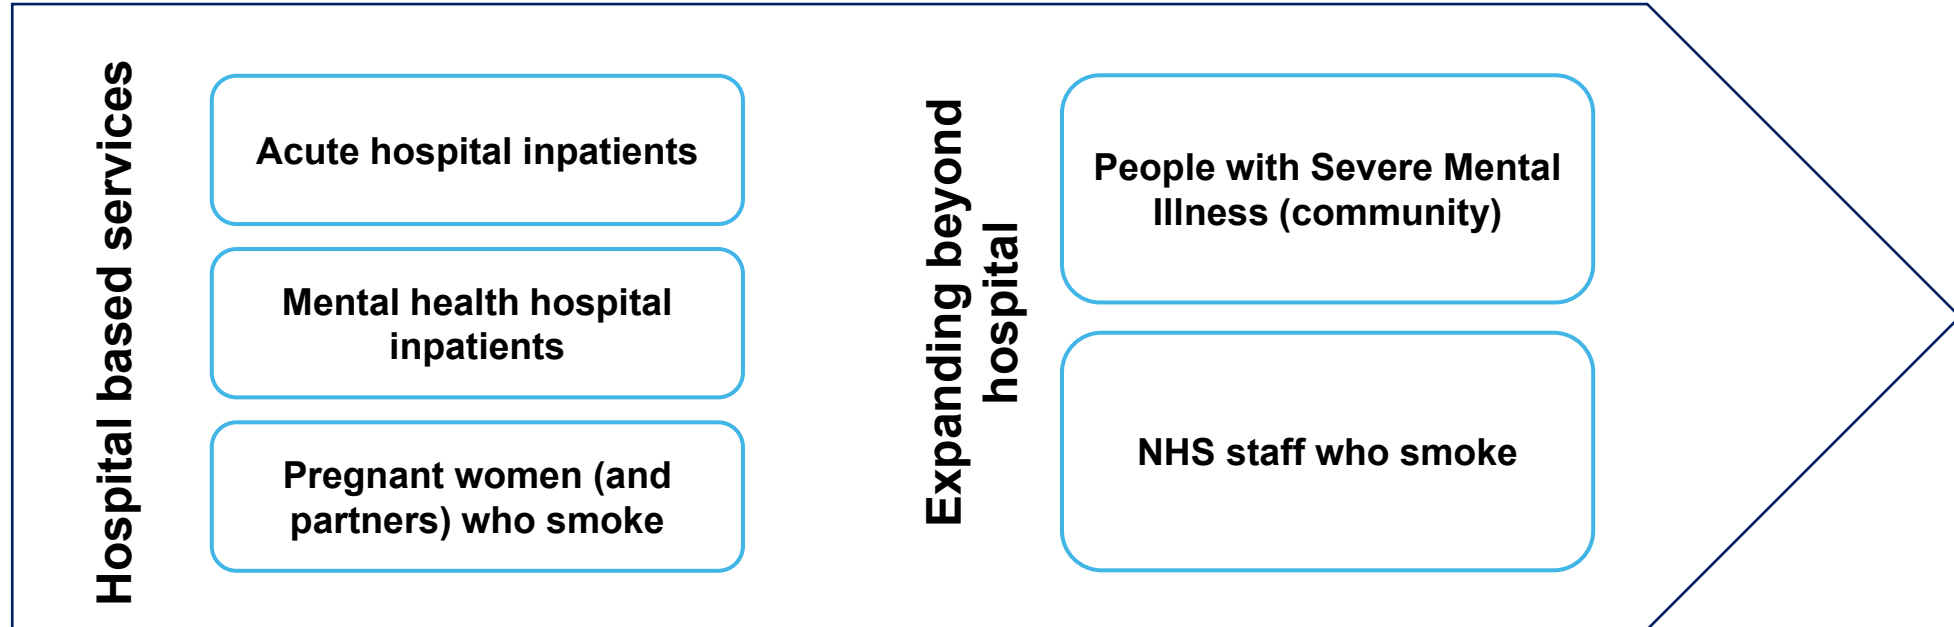 Hospital based services
Acute hospital inpatients
Mental health hospital
inpatients
Pregnant women (and
partners) who smoke
Expanding beyond
hospital
People with Severe Mental
Illness (community)
NHS staff who smoke